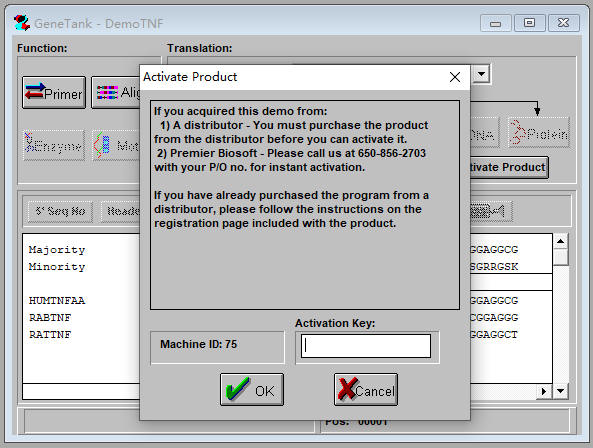 GeneTank - DemoTNF
Function:
Translation:
Activate Product
Primer
Alig
If you acquired this demo from:
1) A distributor - You must purchase the product
from the distributor before you can activate it.
2) Premier Biosoft - Please call us at 650-856-2703
with your P/O no. for instant activation.
If you have already purchased the program from a
distributor, please follow the instructions on the
registration page included with the product.
Enzyme
Mot
NA
Protein
tivate Product
5' Seq No
Heade
Majority
GGAGGCG
Minority
SGRRGSK
HUMTNFAA
GGAGGCG
RABTNF
CGGAGGG
RATTNF
GGAGGCT
Machine ID: 75
Activation Key:
OK
Cancel
Pos: 00001